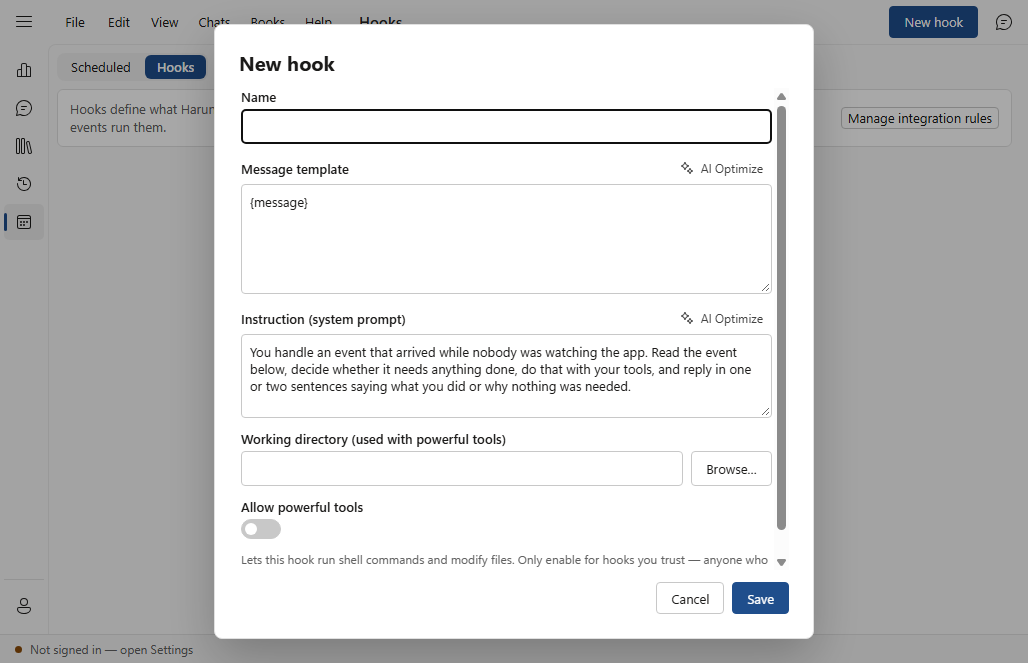 File Edit View Chats Books Help Hooks New hook
Scheduled Hooks
Hooks define what Harun
events run them.
Manage integration rules
New hook
Name
Message template AI Optimize
{message}
Instruction (system prompt) AI Optimize
You handle an event that arrived while nobody was watching the app. Read the event
below, decide whether it needs anything done, do that with your tools, and reply in one
or two sentences saying what you did or why nothing was needed.
Working directory (used with powerful tools)
Browse...
Allow powerful tools
Lets this hook run shell commands and modify files. Only enable for hooks you trust — anyone who
Cancel Save
Not signed in — open Settings